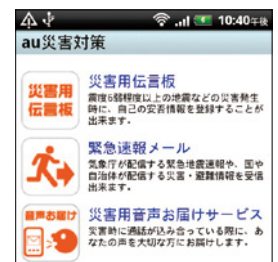 10:40午後
au災害対策
災害用伝言板
災害用
伝言板
震度6弱程度以上の地震などの災害発生
時に、自己の安否情報を登録することが
出来ます。
緊急速報メール
気象庁が配信する緊急地震速報や、国や
自治体が配信する災害・避難情報を受信
出来ます。
音声お届け
災害用音声お届けサービス
災害時に通話が込み合っている際に、あ
なたの声を大切な方にお届けします。